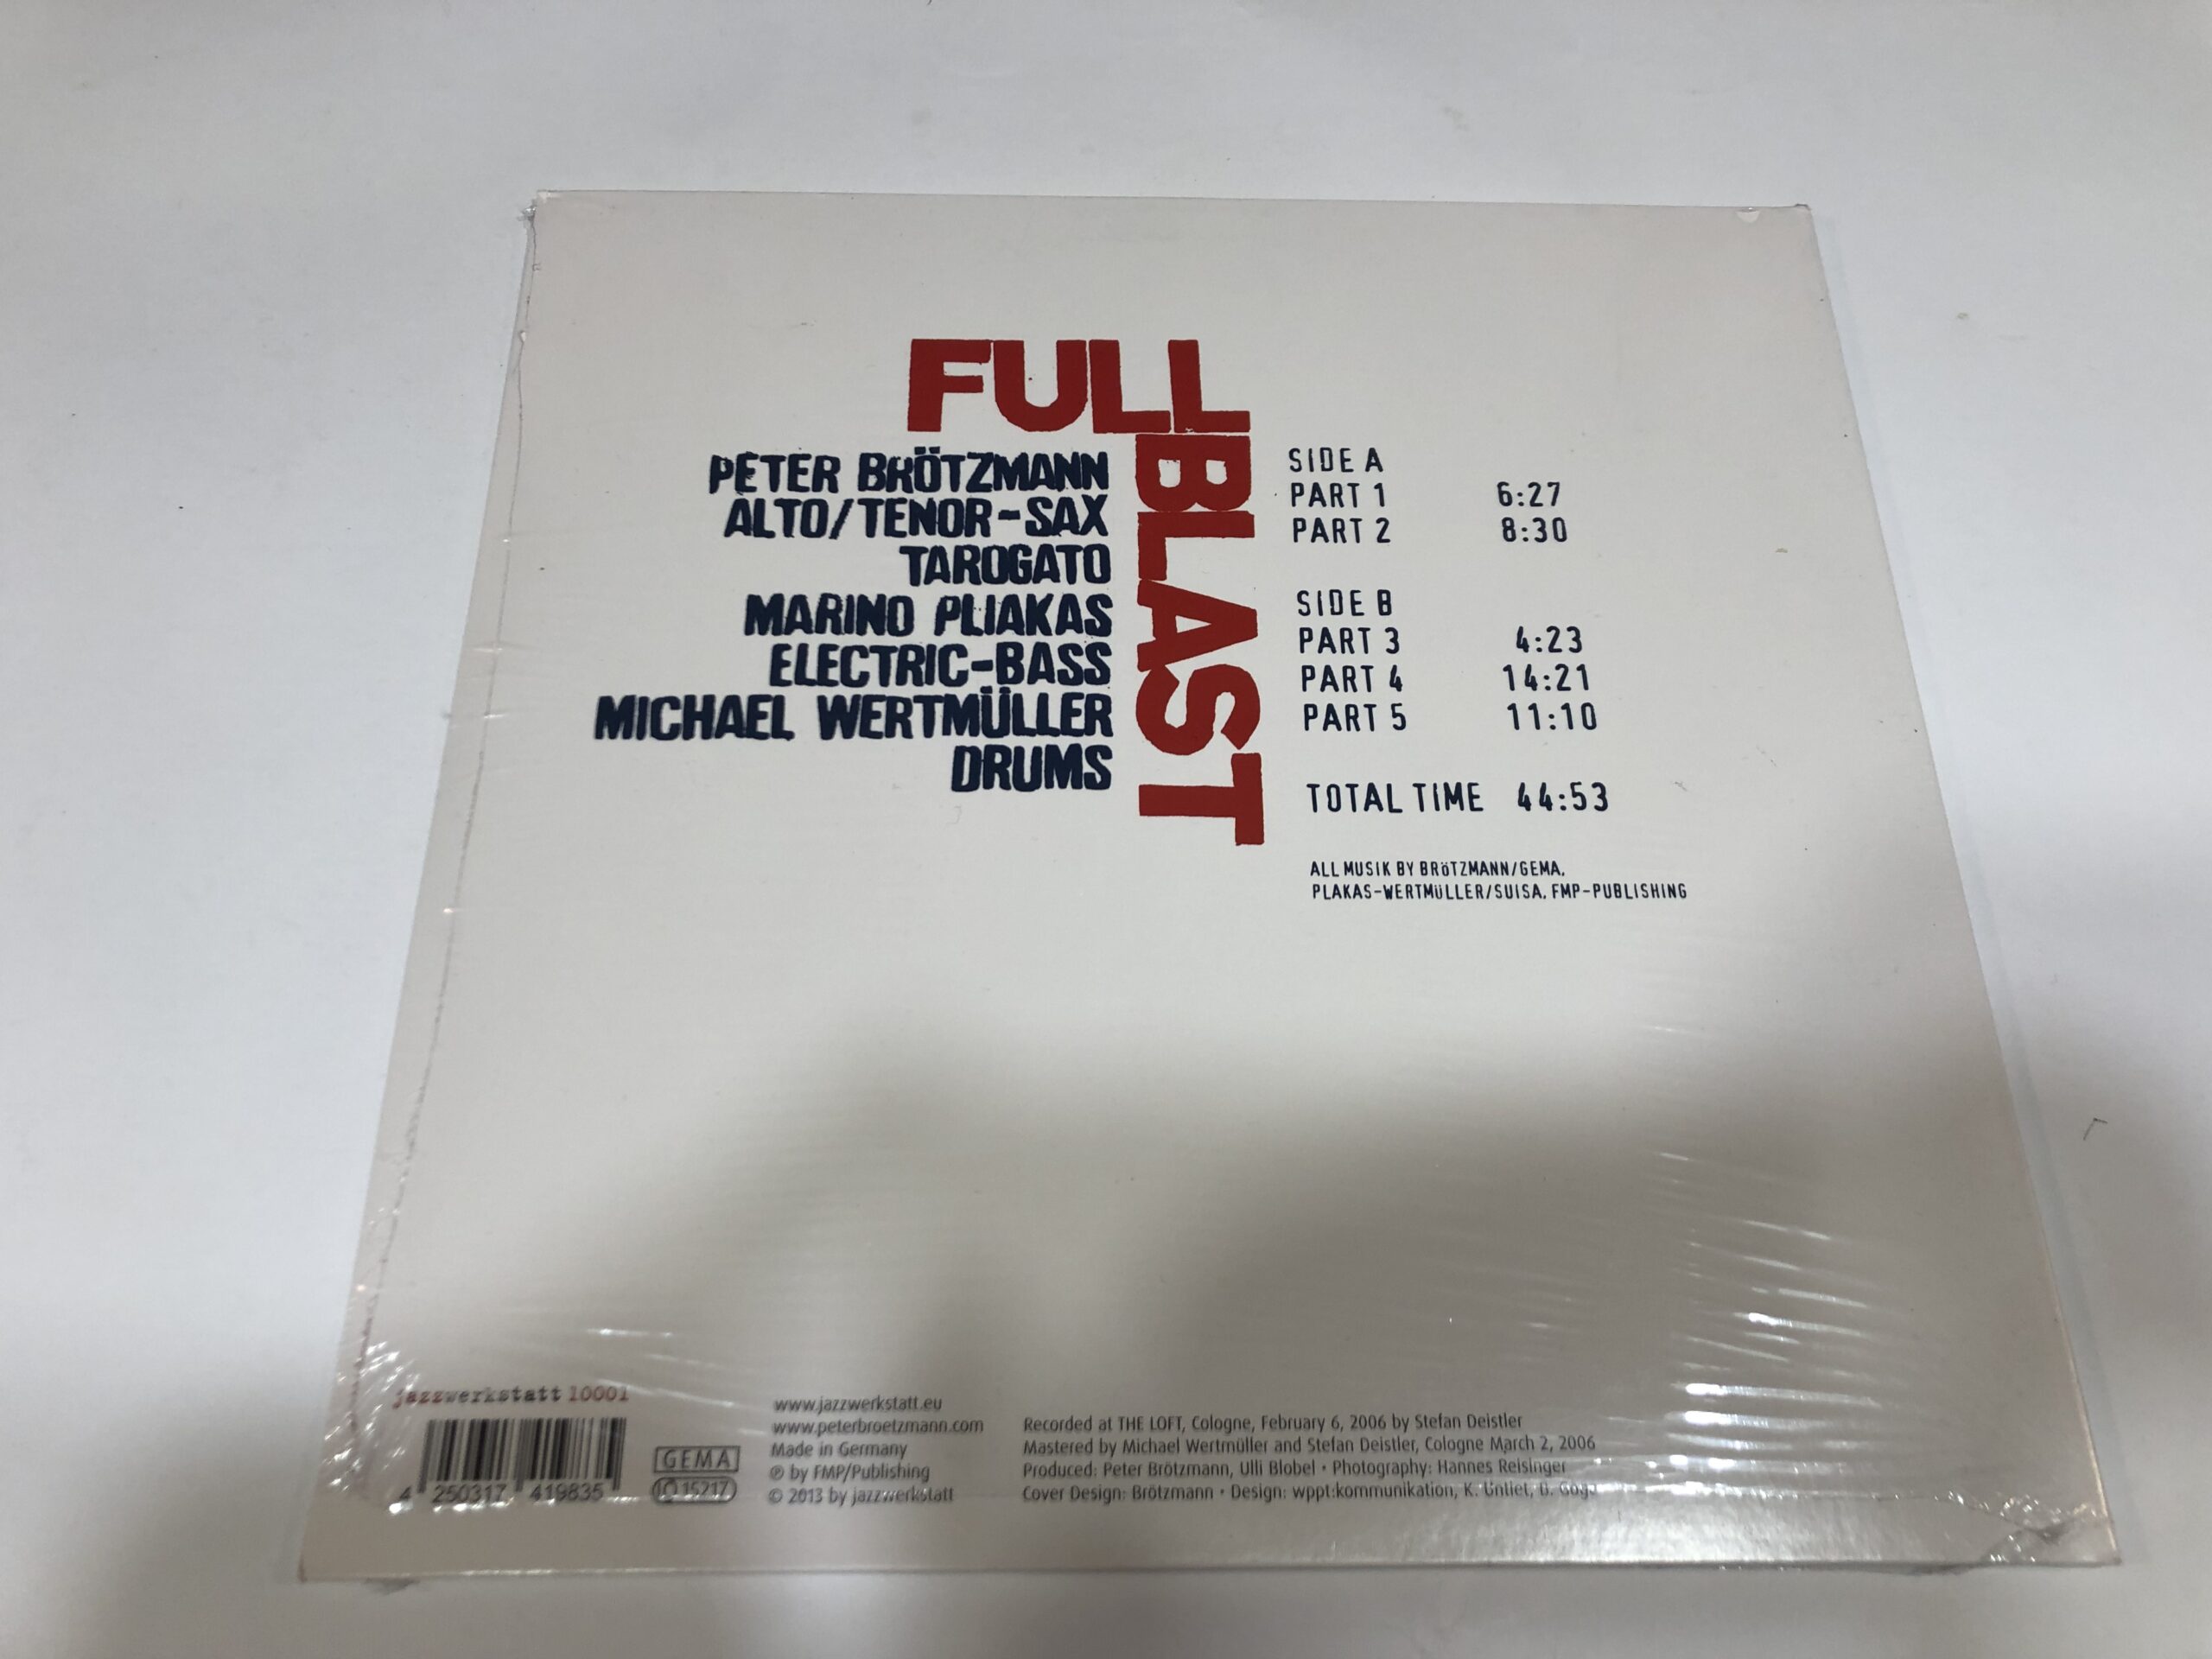 FULL
BLAST
PETER BRÖTZMANN
ALTO/TENOR-SAX
TAROGATO
MARINO PLIAKAS
ELECTRIC-BASS
MICHAEL WERTMÜLLER
DRUMS
SIDE A
PART 1 6:27
PART 2 8:30
SIDE B
PART 3 4:23
PART 4 14:21
PART 5 11:10
TOTAL TIME 44:53
ALL MUSIK BY BRöTZMANN/GEMA,
PLAKAS-WERTMüLLER/SUISA, FMP-PUBLISHING
jazzwerkstatt 10001
4 250317 419835
GEMA
LC 15217
www.jazzwerkstatt.eu
www.peterbroetzmann.com
Made in Germany
℗ by FMP/Publishing
© 2013 by jazzwerkstatt
Recorded at THE LOFT, Cologne, February 6, 2006 by Stefan Deistler
Mastered by Michael Wertmüller and Stefan Deistler, Cologne March 2, 2006
Produced: Peter Brötzmann, Ulli Blobel • Photography: Hannes Reisinger
Cover Design: Brötzmann • Design: wppt:kommunikation, K. Untiet, B.